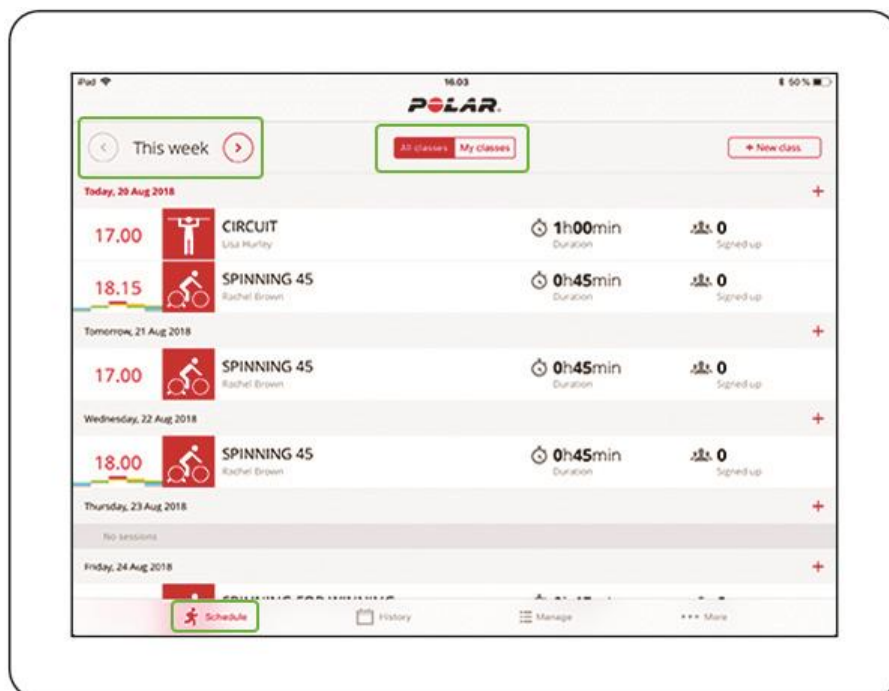 iPad 16.03 50%
POLAR.
This week All classes My classes + New class
Today, 20 Aug 2018 +
17.00 CIRCUIT 1h00min 0
Lisa Hurley Duration Signed up
18.15 SPINNING 45 0h45min 0
Rachel Brown Duration Signed up
Tomorrow, 21 Aug 2018 +
17.00 SPINNING 45 0h45min 0
Rachel Brown Duration Signed up
Wednesday, 22 Aug 2018 +
18.00 SPINNING 45 0h45min 0
Rachel Brown Duration Signed up
Thursday, 23 Aug 2018 +
No sessions
Friday, 24 Aug 2018 +
SPINNING FOR WINNING
Schedule History Manage More